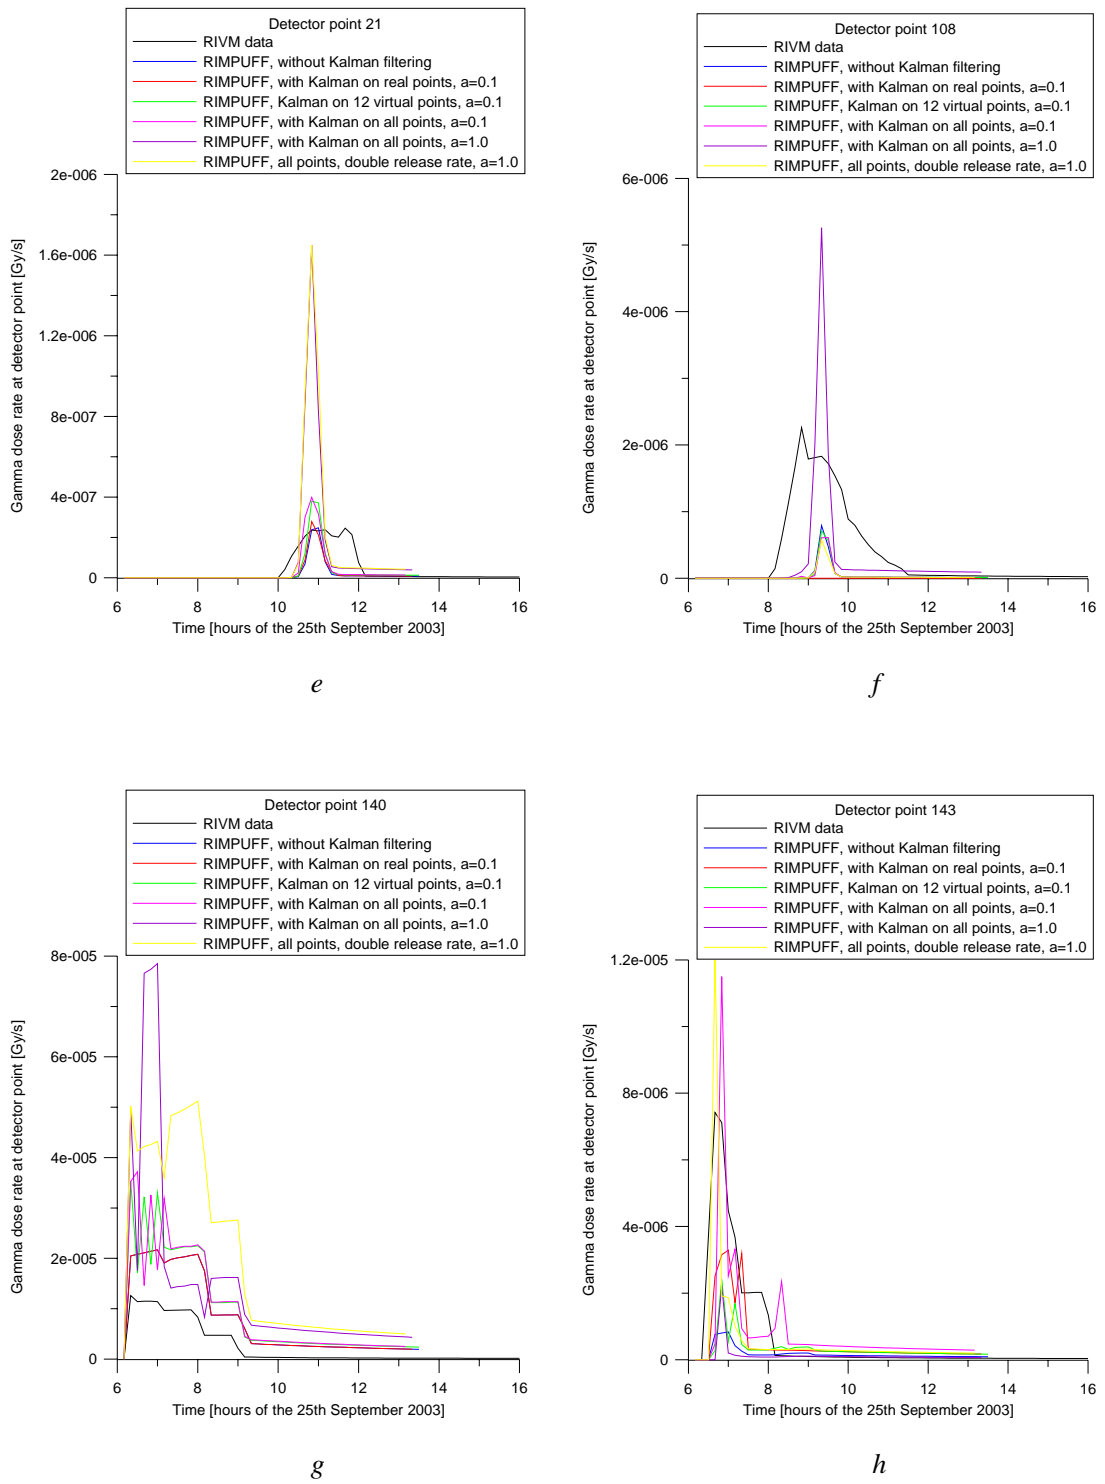 Detector point 21
RIVM data
RIMPUFF, without Kalman filtering
RIMPUFF, with Kalman on real points, a=0.1
RIMPUFF, Kalman on 12 virtual points, a=0.1
RIMPUFF, with Kalman on all points, a=0.1
RIMPUFF, with Kalman on all points, a=1.0
RIMPUFF, all points, double release rate, a=1.0
2e-006
1.6e-006
1.2e-006
8e-007
4e-007
0
Gamma dose rate at detector point [Gy/s]
6 8 10 12 14 16
Time [hours of the 25th September 2003]
e
Detector point 108
RIVM data
RIMPUFF, without Kalman filtering
RIMPUFF, with Kalman on real points, a=0.1
RIMPUFF, Kalman on 12 virtual points, a=0.1
RIMPUFF, with Kalman on all points, a=0.1
RIMPUFF, with Kalman on all points, a=1.0
RIMPUFF, all points, double release rate, a=1.0
6e-006
4e-006
2e-006
0
Gamma dose rate at detector point [Gy/s]
6 8 10 12 14 16
Time [hours of the 25th September 2003]
f
Detector point 140
RIVM data
RIMPUFF, without Kalman filtering
RIMPUFF, with Kalman on real points, a=0.1
RIMPUFF, Kalman on 12 virtual points, a=0.1
RIMPUFF, with Kalman on all points, a=0.1
RIMPUFF, with Kalman on all points, a=1.0
RIMPUFF, all points, double release rate, a=1.0
8e-005
6e-005
4e-005
2e-005
0
Gamma dose rate at detector point [Gy/s]
6 8 10 12 14 16
Time [hours of the 25th September 2003]
g
Detector point 143
RIVM data
RIMPUFF, without Kalman filtering
RIMPUFF, with Kalman on real points, a=0.1
RIMPUFF, Kalman on 12 virtual points, a=0.1
RIMPUFF, with Kalman on all points, a=0.1
RIMPUFF, with Kalman on all points, a=1.0
RIMPUFF, all points, double release rate, a=1.0
1.2e-005
8e-006
4e-006
0
Gamma dose rate at detector point [Gy/s]
6 8 10 12 14 16
Time [hours of the 25th September 2003]
h